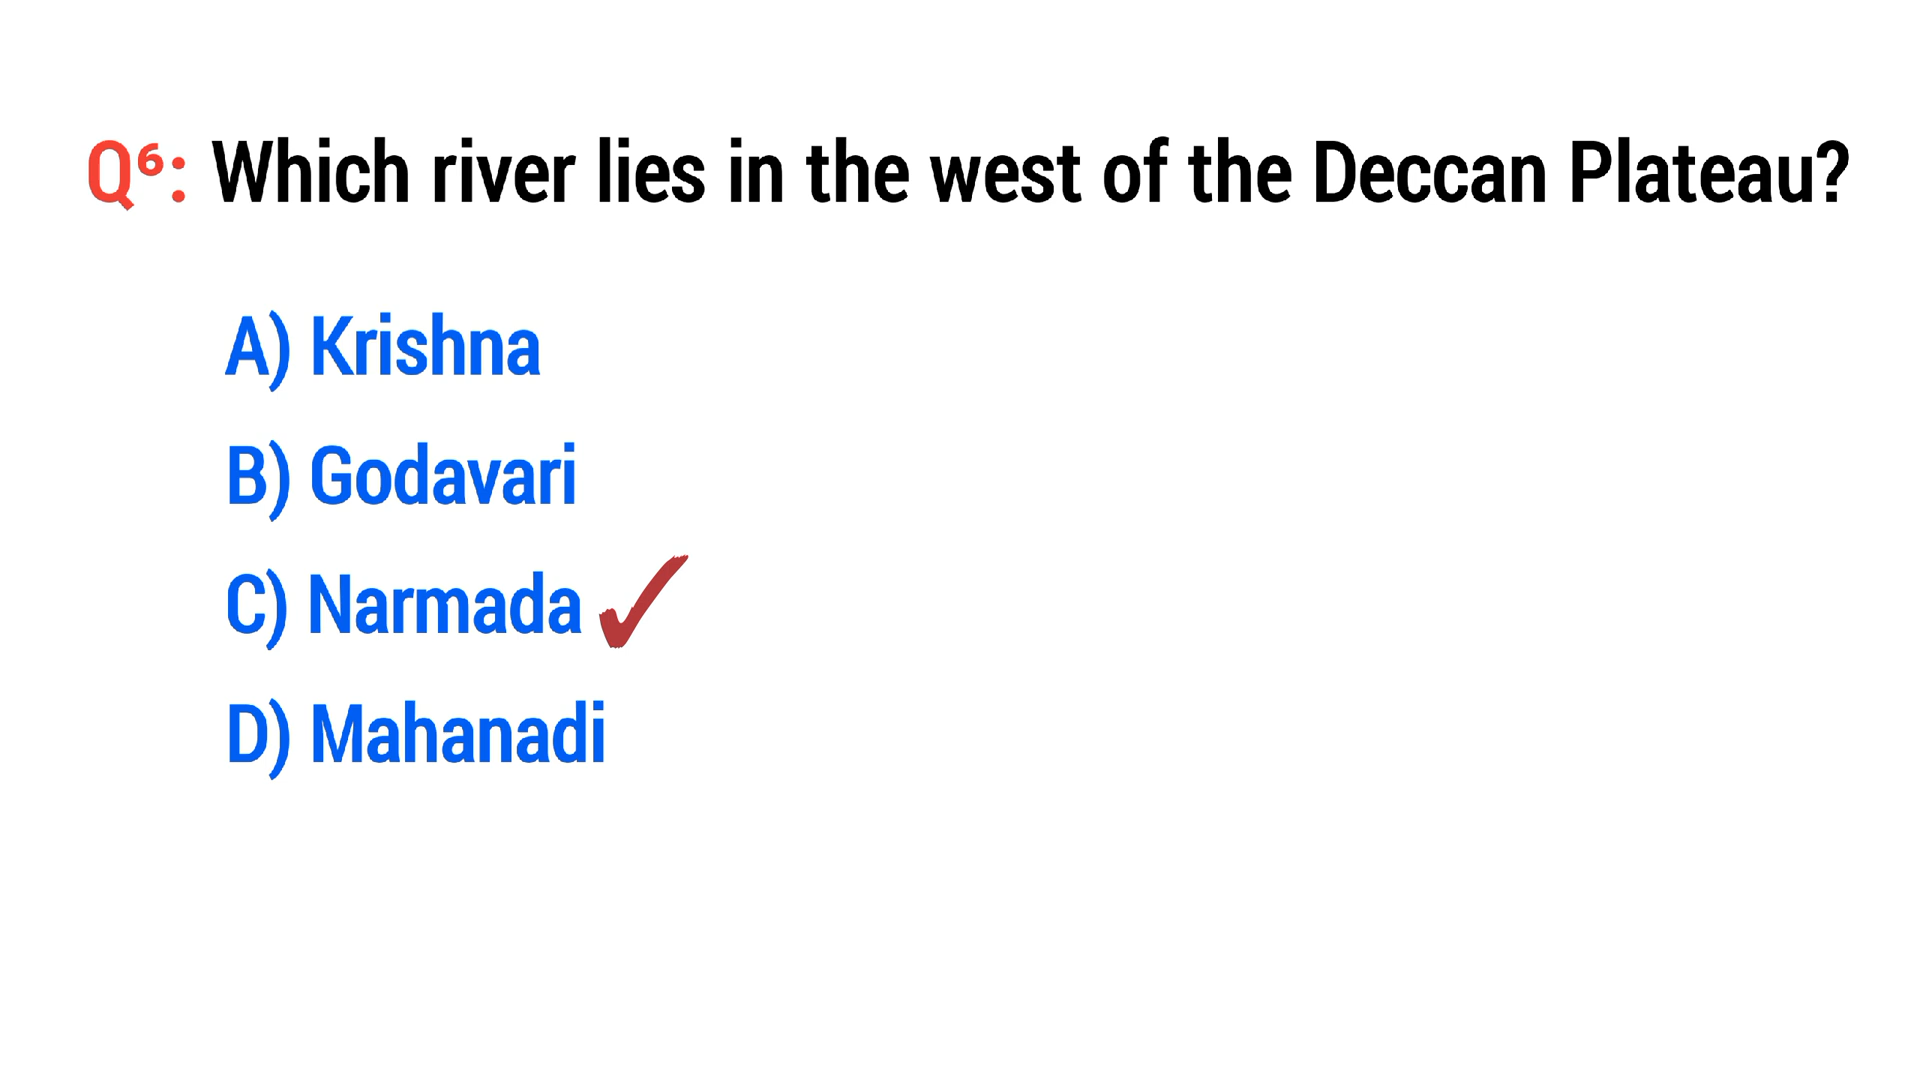 Q⁶: Which river lies in the west of the Deccan Plateau?
A) Krishna
B) Godavari
C) Narmada ✓
D) Mahanadi